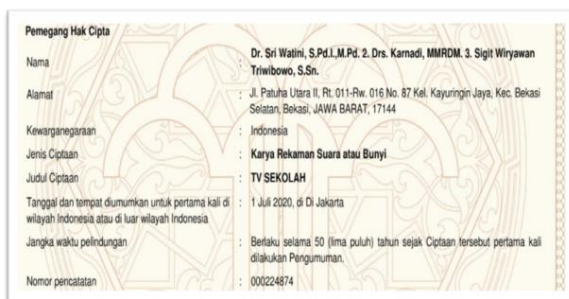 Pemegang Hak Cipta
Nama : Dr. Sri Watini, S.Pd.I.,M.Pd. 2. Drs. Karnadi, MMRDM. 3. Sigit Wiryawan
Triwibowo, S.Sn.
Alamat : Jl. Patuha Utara II, Rt. 011-Rw. 016 No. 87 Kel. Kayuringin Jaya, Kec. Bekasi
Selatan, Bekasi, JAWA BARAT, 17144
Kewarganegaraan : Indonesia
Jenis Ciptaan : Karya Rekaman Suara atau Bunyi
Judul Ciptaan : TV SEKOLAH
Tanggal dan tempat diumumkan untuk pertama kali di : 1 Juli 2020, di Di Jakarta
wilayah Indonesia atau di luar wilayah Indonesia
Jangka waktu pelindungan : Berlaku selama 50 (lima puluh) tahun sejak Ciptaan tersebut pertama kali
dilakukan Pengumuman.
Nomor pencatatan : 000224874